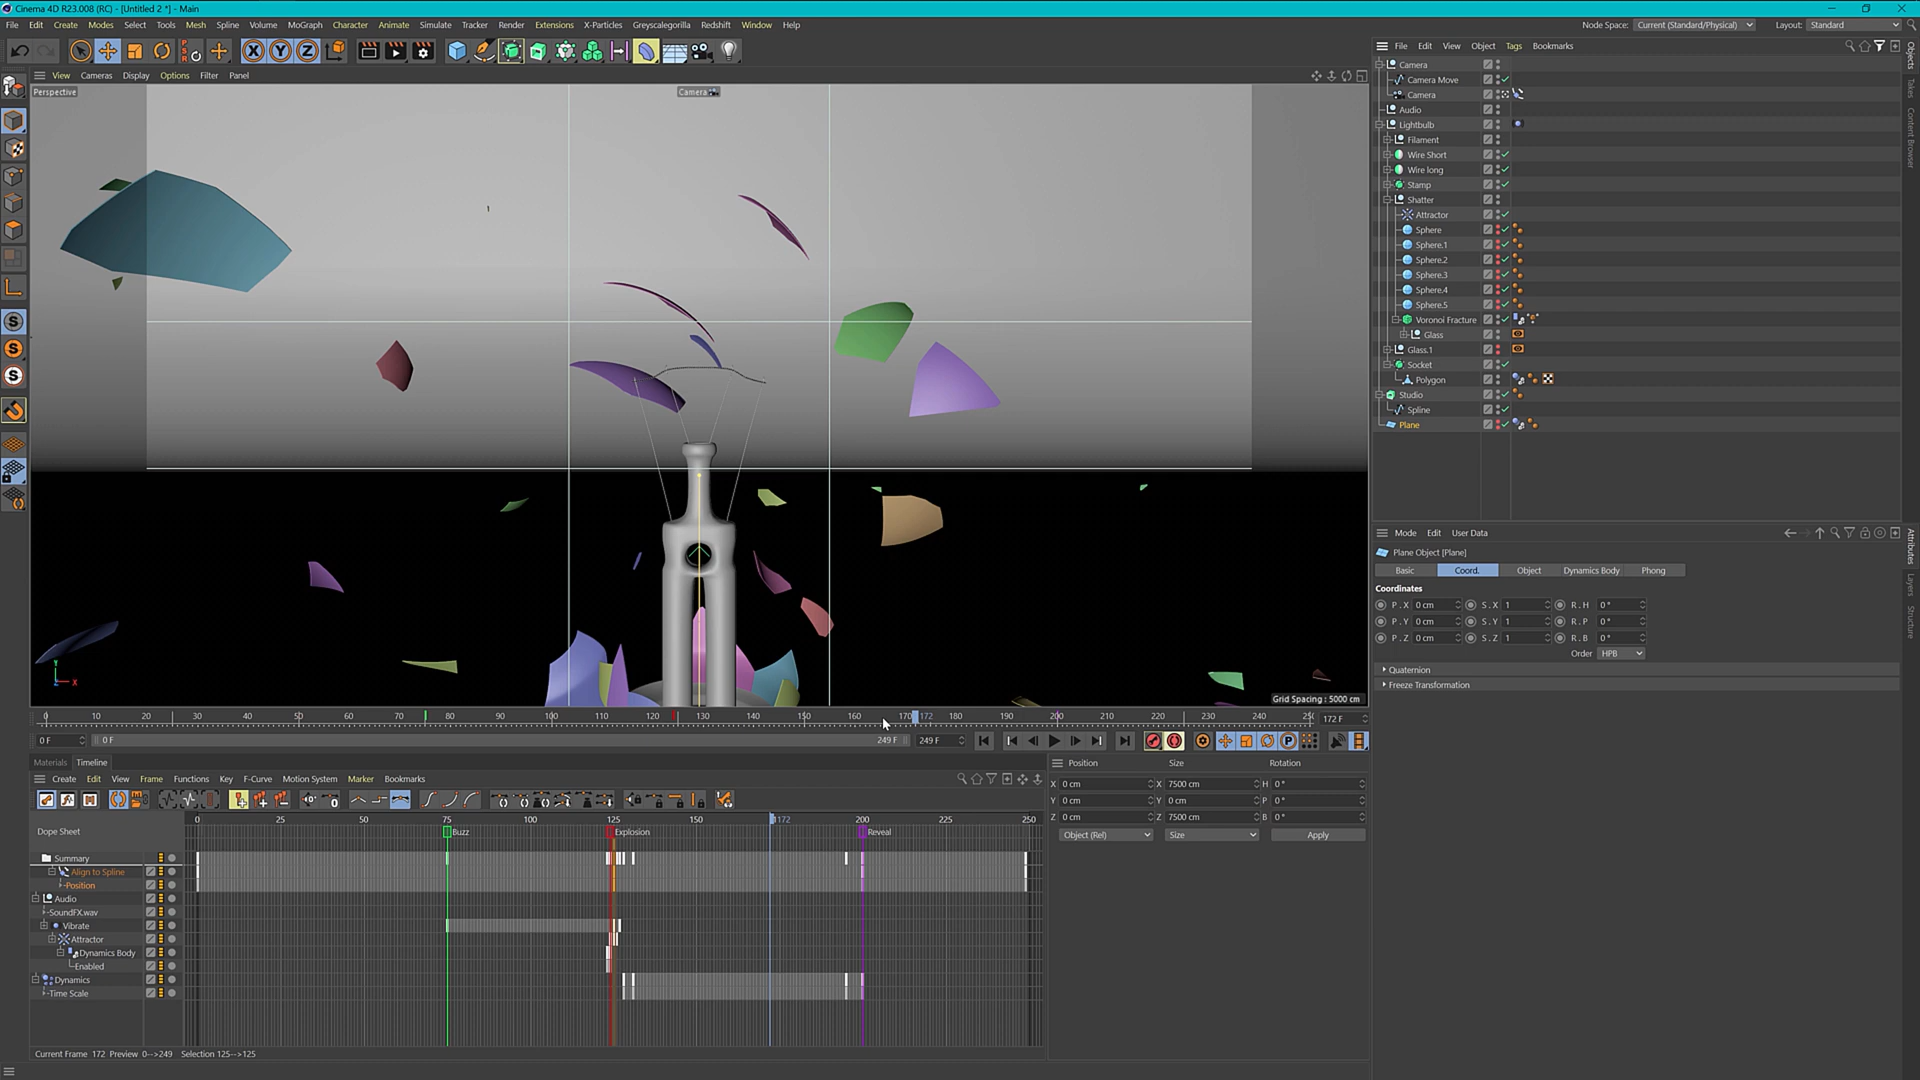 Cinema 4D R23.008 (RC) - [Untitled 2 *] - Main
File Edit Create Modes Select Tools Mesh Spline Volume MoGraph Character Animate Simulate Tracker Render Extensions X-Particles Greyscalegorilla Redshift Window Help
Node Space: Current (Standard/Physical) Layout: Standard
View Cameras Display Options Filter Panel
File Edit View Object Tags Bookmarks
Perspective
Camera
Camera
Camera Move
Camera
Audio
Lightbulb
Filament
Wire Short
Wire long
Stamp
Shatter
Attractor
Sphere
Sphere.1
Sphere.2
Sphere.3
Sphere.4
Sphere.5
Voronoi Fracture
Glass
Glass.1
Socket
Polygon
Studio
Spline
Plane
Objects
Takes
Content Browser
Attributes
Layers
Structure
Mode Edit User Data
Plane Object [Plane]
Basic Coord. Object Dynamics Body Phong
Coordinates
P . X 0 cm S . X 1 R . H 0 °
P . Y 0 cm S . Y 1 R . P 0 °
P . Z 0 cm S . Z 1 R . B 0 °
Order HPB
Quaternion
Freeze Transformation
Grid Spacing : 5000 cm
0 10 20 30 40 50 60 70 80 90 100 110 120 130 140 150 160 170 172 180 190 200 210 220 230 240 172 F
0 F 0 F 249 F 249 F
Materials Timeline
Create Edit View Frame Functions Key F-Curve Motion System Marker Bookmarks
0 25 50 75 100 125 150 172 200 225 250
Dope Sheet Buzz Explosion Reveal
Summary
Align to Spline
Position
Audio
SoundFX.wav
Vibrate
Attractor
Dynamics Body
Enabled
Dynamics
Time Scale
Current Frame 172 Preview 0-->249 Selection 125-->125
Position Size Rotation
X 0 cm X 7500 cm H 0 °
Y 0 cm Y 0 cm P 0 °
Z 0 cm Z 7500 cm B 0 °
Object (Rel) Size Apply